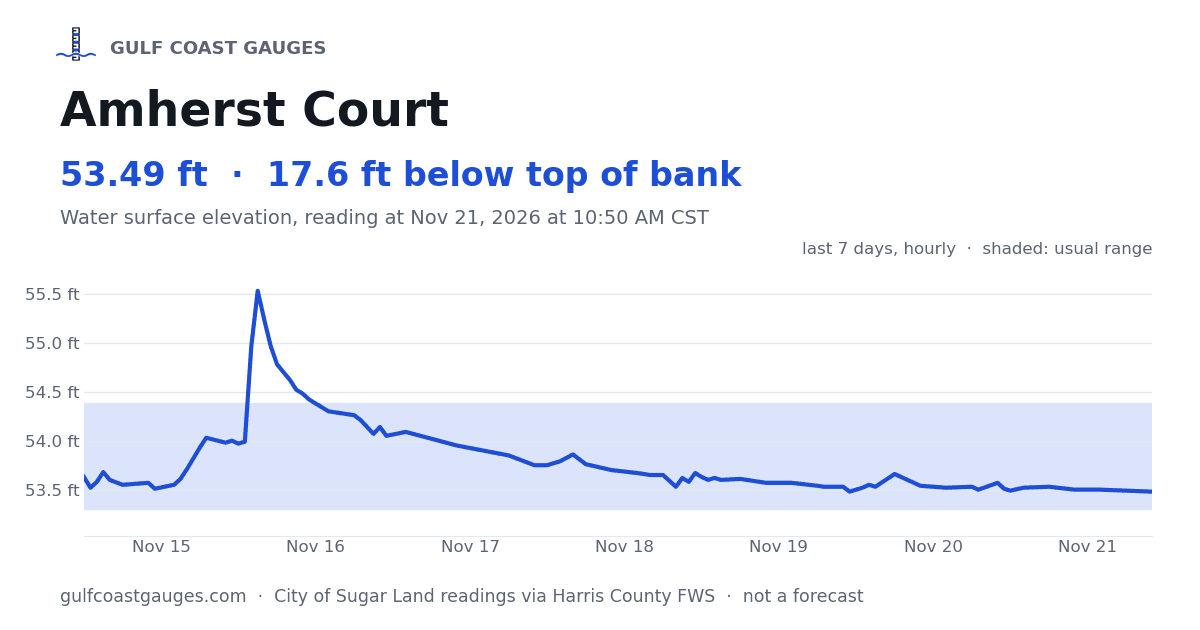 GULF COAST GAUGES
Amherst Court
53.49 ft · 17.6 ft below top of bank
Water surface elevation, reading at Nov 21, 2026 at 10:50 AM CST
last 7 days, hourly · shaded: usual range
55.5 ft
55.0 ft
54.5 ft
54.0 ft
53.5 ft
Nov 15 Nov 16 Nov 17 Nov 18 Nov 19 Nov 20 Nov 21
gulfcoastgauges.com · City of Sugar Land readings via Harris County FWS · not a forecast